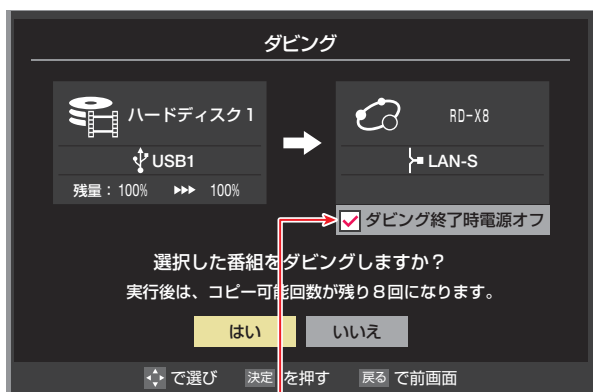 ダビング
ハードディスク1
RD-X8
USB1
LAN-S
残量：100% ▶▶▶ 100%
ダビング終了時電源オフ
選択した番組をダビングしますか？
実行後は、コピー可能回数が残り8回になります。
はい いいえ
で選び 決定 を押す 戻る で前画面